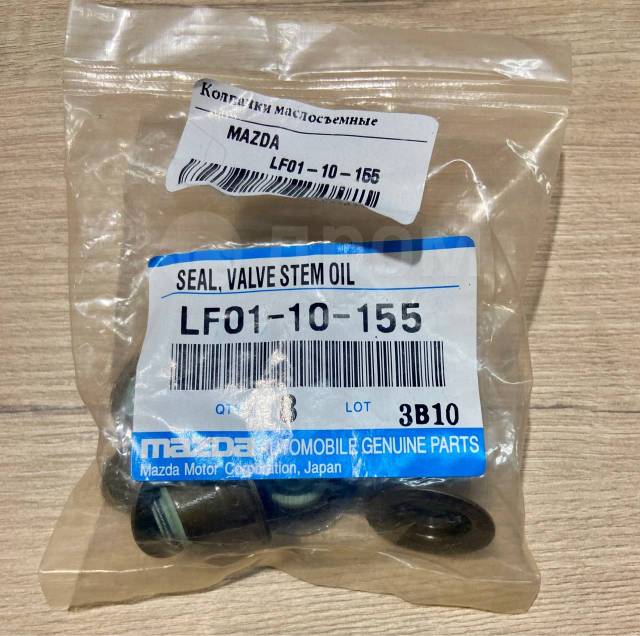 Колпачки маслосъемные
MAZDA
LF01-10-155
SEAL, VALVE STEM OIL
LF01-10-155
LOT 3B10
mazda AUTOMOBILE GENUINE PARTS
Mazda Motor Corporation, Japan